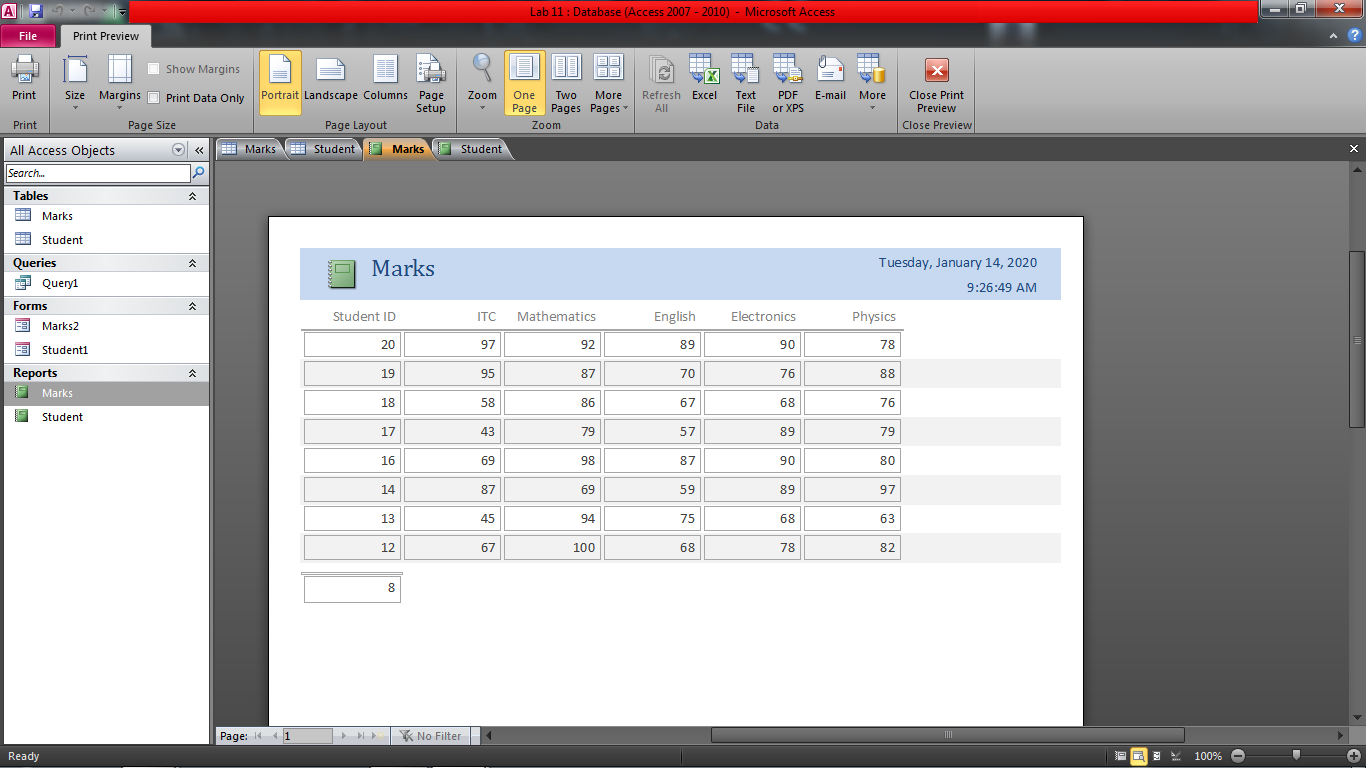 Lab 11 : Database (Access 2007 - 2010) - Microsoft Access
File Print Preview
Print Size Margins Show Margins Print Data Only Portrait Landscape Columns Page Setup Zoom One Page Two Pages More Pages Refresh All Excel Text File PDF or XPS E-mail More Close Print Preview
Print Page Size Page Layout Zoom Data Close Preview
All Access Objects «
Search...
Tables
Marks
Student
Queries
Query1
Forms
Marks2
Student1
Reports
Marks
Student
Marks Student Marks Student
Marks
Tuesday, January 14, 2020
9:26:49 AM
Student ID ITC Mathematics English Electronics Physics
20 97 92 89 90 78
19 95 87 70 76 88
18 58 86 67 68 76
17 43 79 57 89 79
16 69 98 87 90 80
14 87 69 59 89 97
13 45 94 75 68 63
12 67 100 68 78 82
8
Page: 1 No Filter
Ready 100%